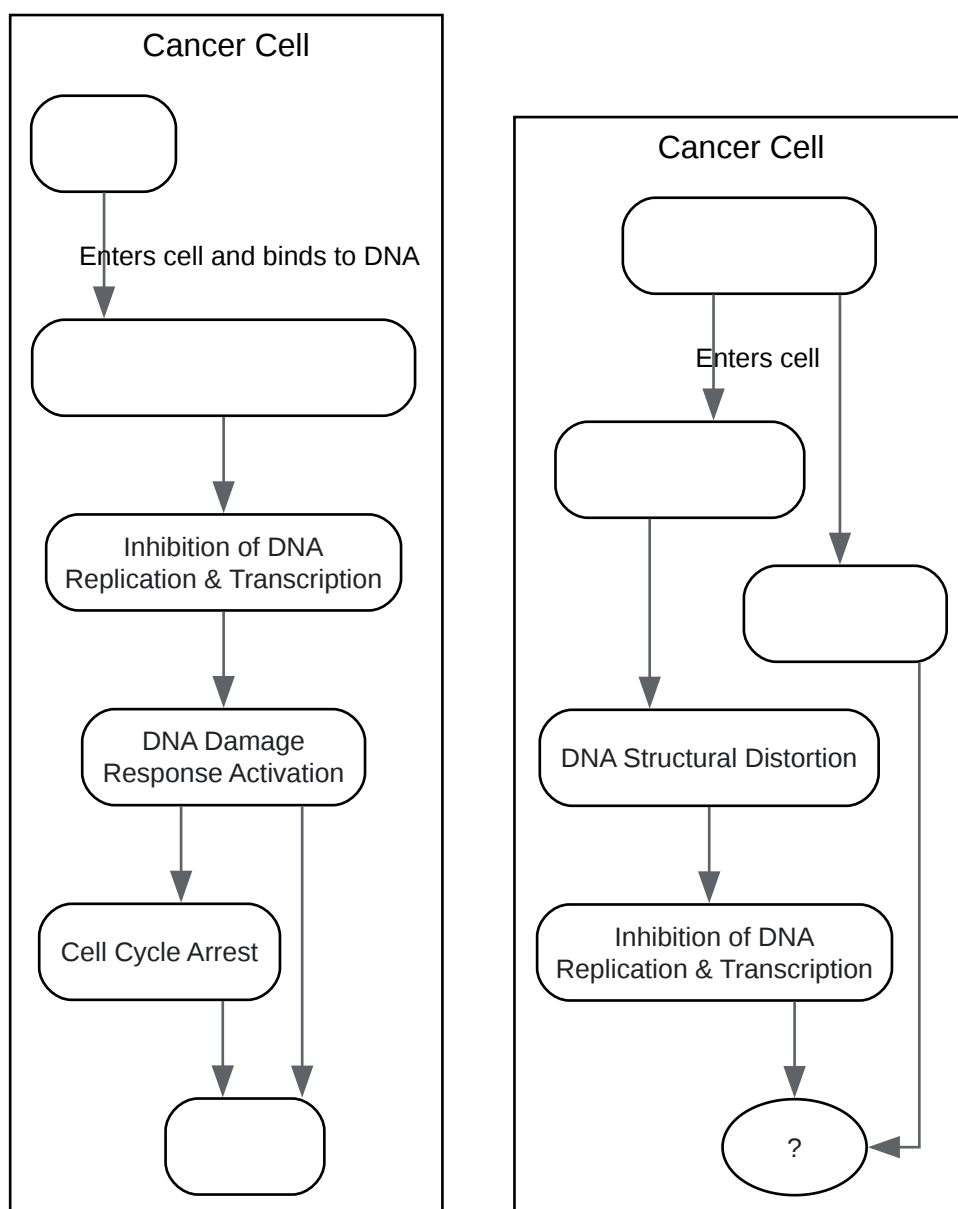 Cancer Cell
Enters cell and binds to DNA
Inhibition of DNA
Replication & Transcription
DNA Damage
Response Activation
Cell Cycle Arrest
Cancer Cell
Enters cell
DNA Structural Distortion
Inhibition of DNA
Replication & Transcription
?